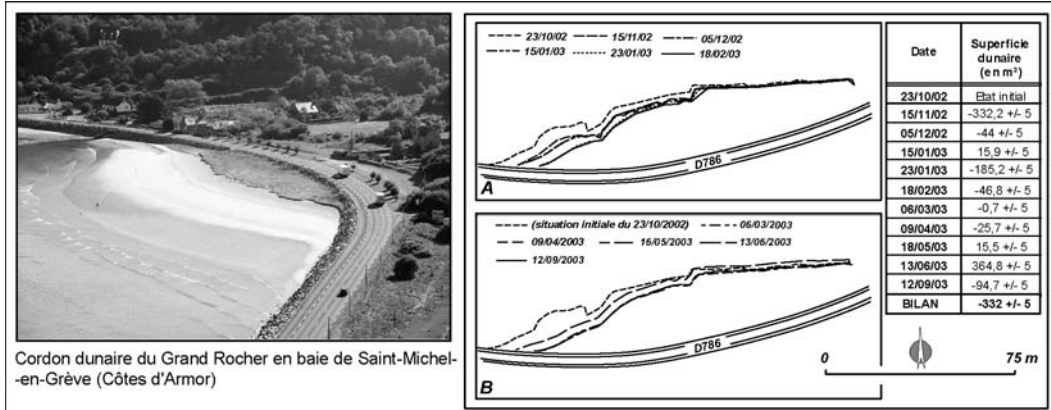 Cordon dunaire du Grand Rocher en baie de Saint-Michel-
-en-Grève (Côtes d'Armor)
23/10/02 15/11/02 05/12/02
15/01/03 23/01/03 18/02/03
D786
A
(situation initiale du 23/10/2002) 06/03/2003
09/04/2003 16/05/2003 13/06/2003
12/09/2003
D786
B
Date Superficie dunaire (en m²)
23/10/02 Etat initial
15/11/02 -332,2 +/- 5
05/12/02 -44 +/- 5
15/01/03 15,9 +/- 5
23/01/03 -185,2 +/- 5
18/02/03 -46,8 +/- 5
06/03/03 -0,7 +/- 5
09/04/03 -25,7 +/- 5
18/05/03 15,5 +/- 5
13/06/03 364,8 +/- 5
12/09/03 -94,7 +/- 5
BILAN -332 +/- 5
0 75 m